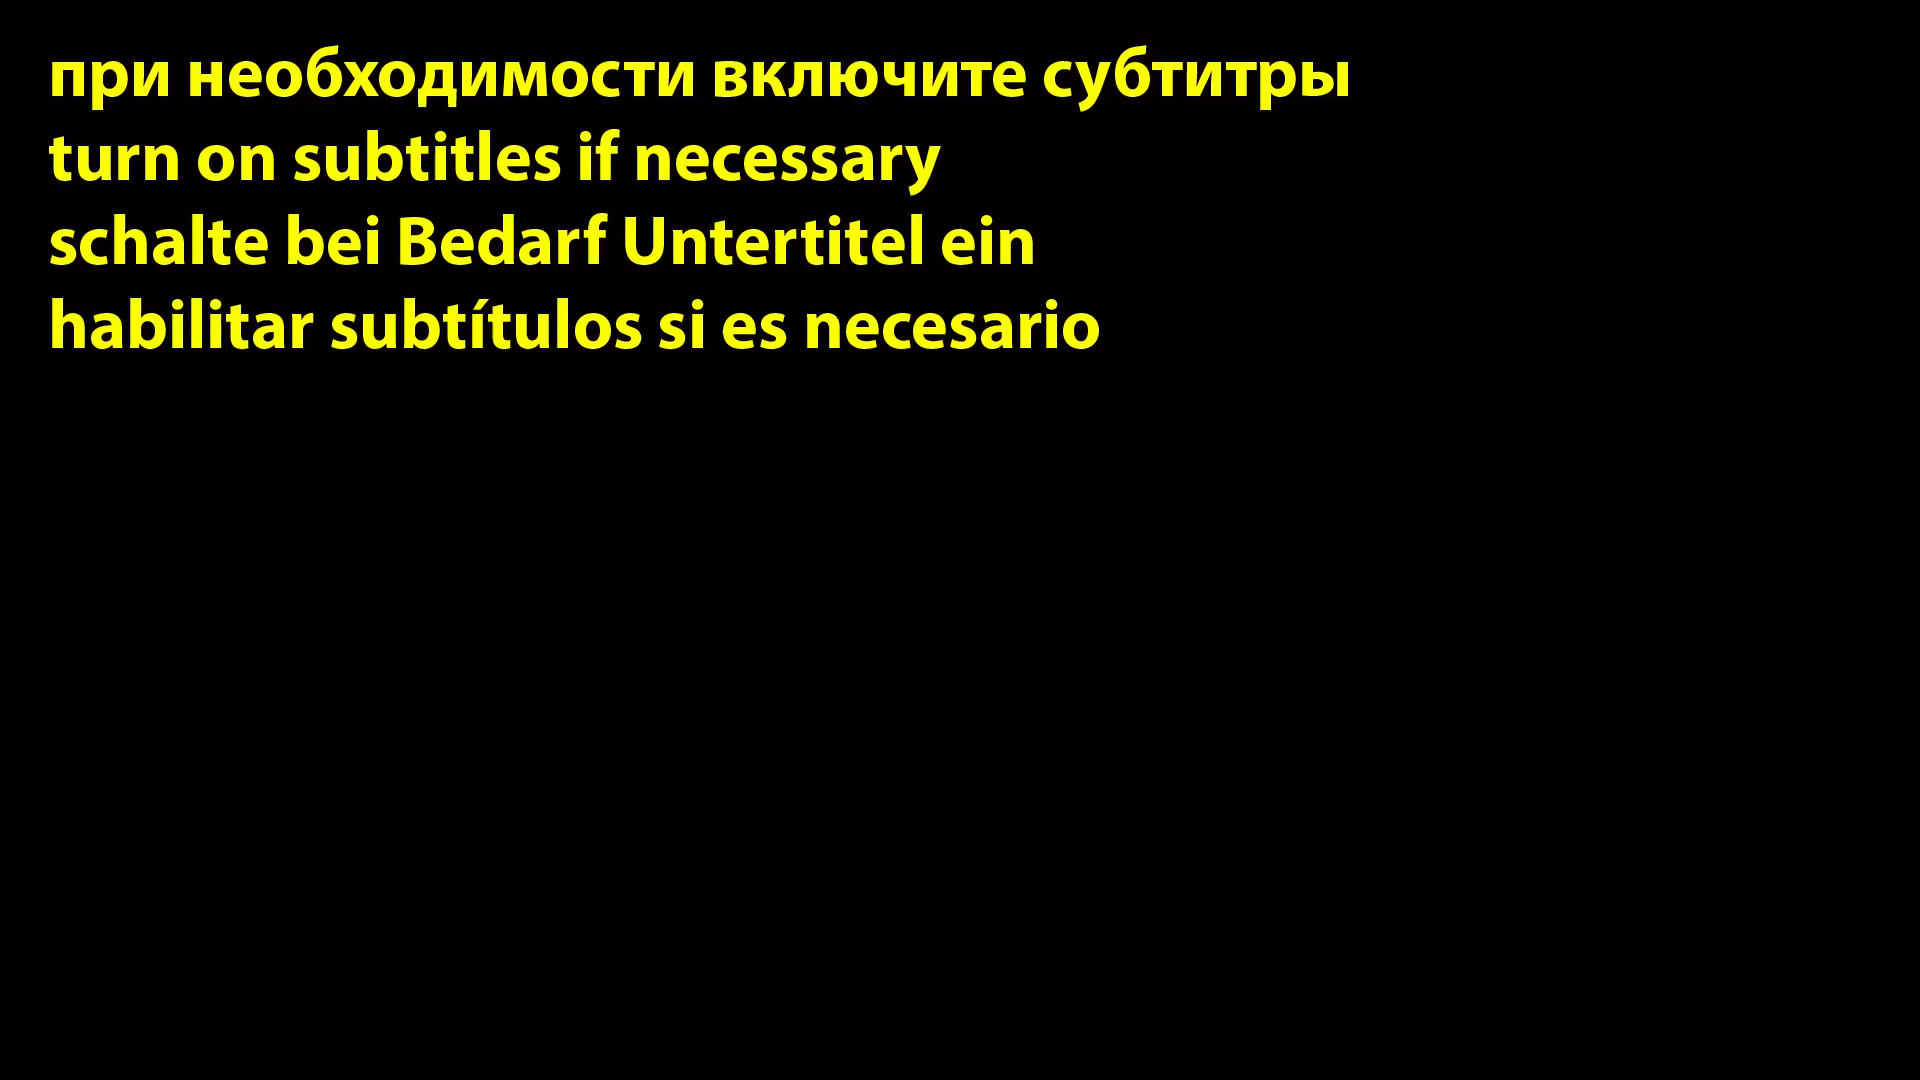 при необходимости включите субтитры
turn on subtitles if necessary
schalte bei Bedarf Untertitel ein
habilitar subtítulos si es necesario